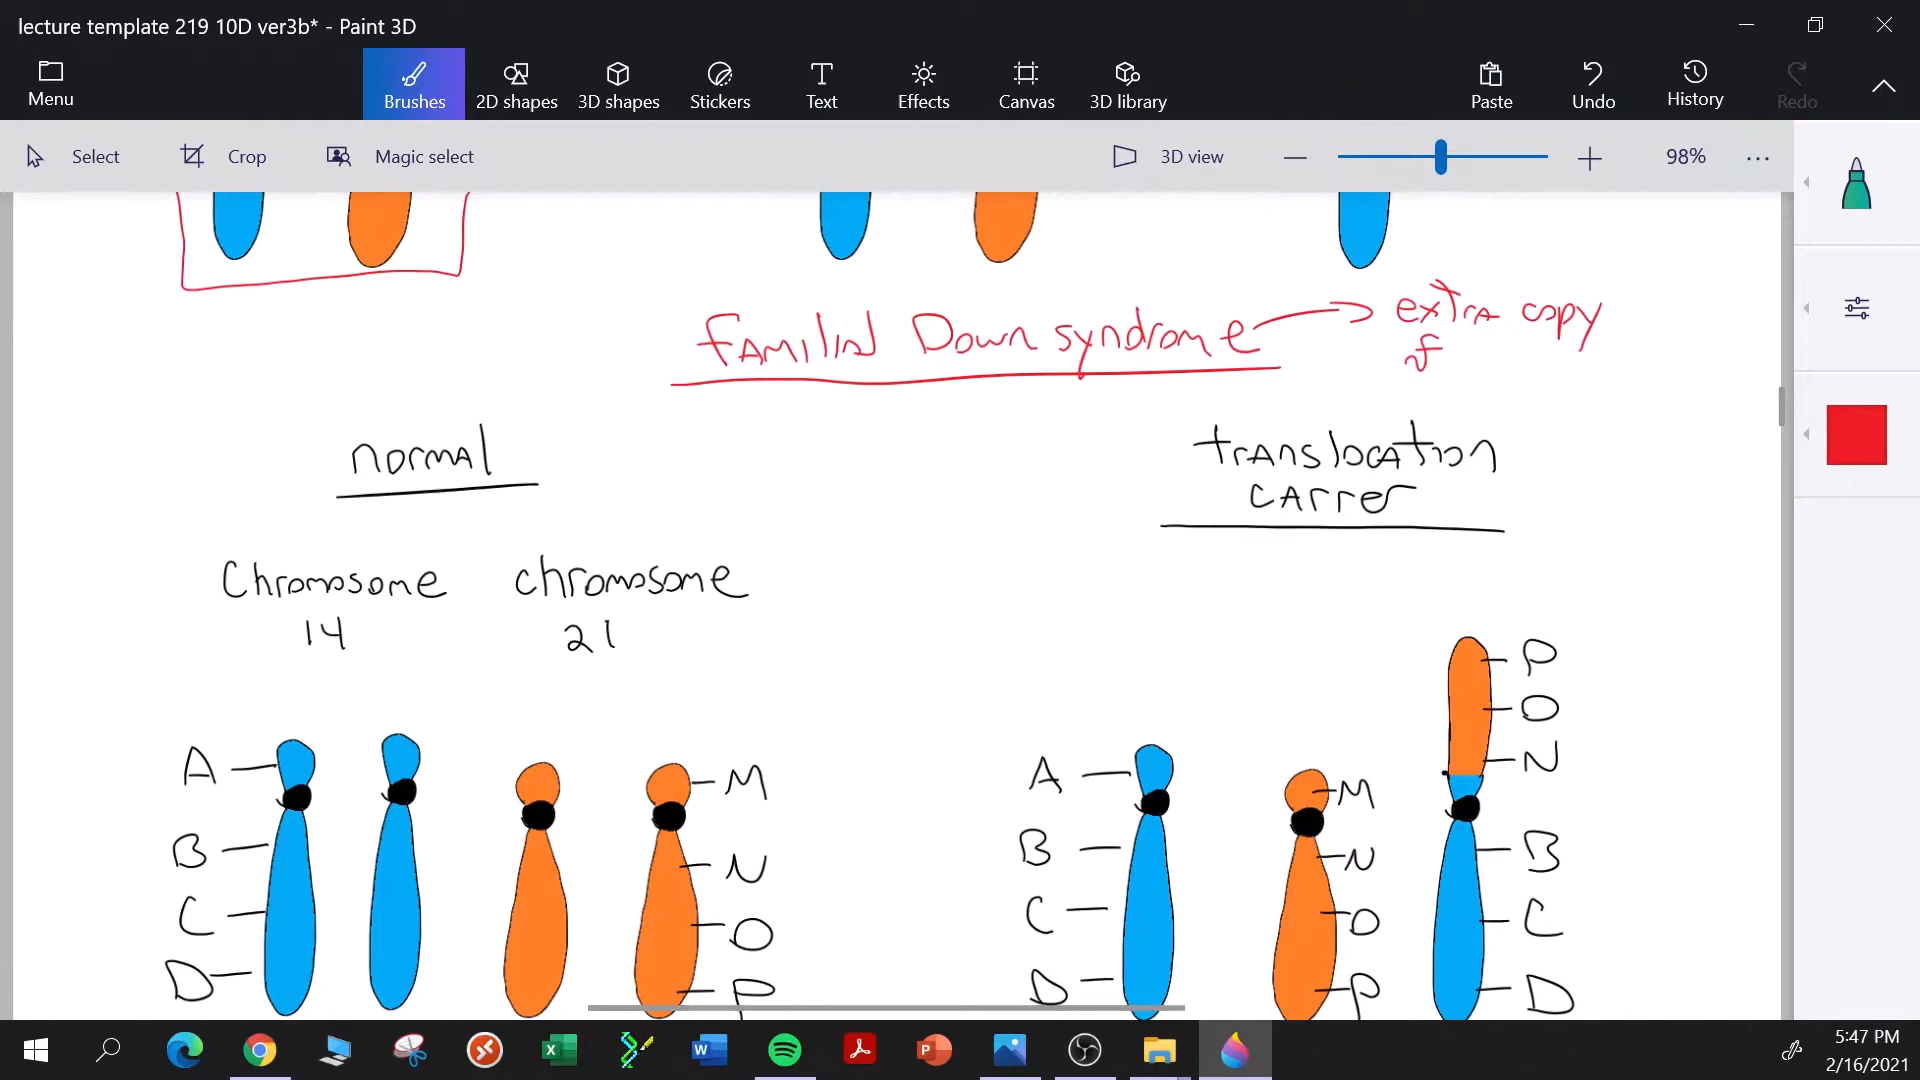 lecture template 219 10D ver3b* - Paint 3D
Menu
Brushes
2D shapes
3D shapes
Stickers
Text
Effects
Canvas
3D library
Paste
Undo
History
Redo
Select
Crop
Magic select
3D view
98%
Familial Down syndrome
extra copy
of
normal
translocation
carrer
Chromosome
14
chromosome
21
A
B
C
D
M
N
O
P
A
B
C
D
M
N
O
P
P
O
N
B
C
D
5:47 PM
2/16/2021